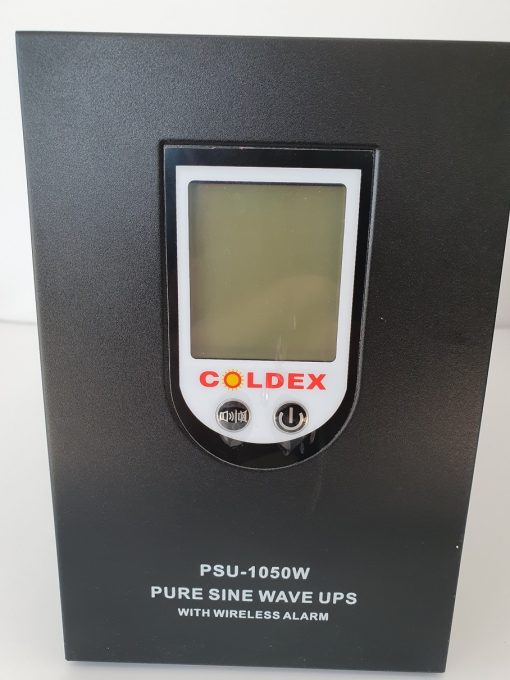 COLDEX
PSU-1050W
PURE SINE WAVE UPS
WITH WIRELESS ALARM